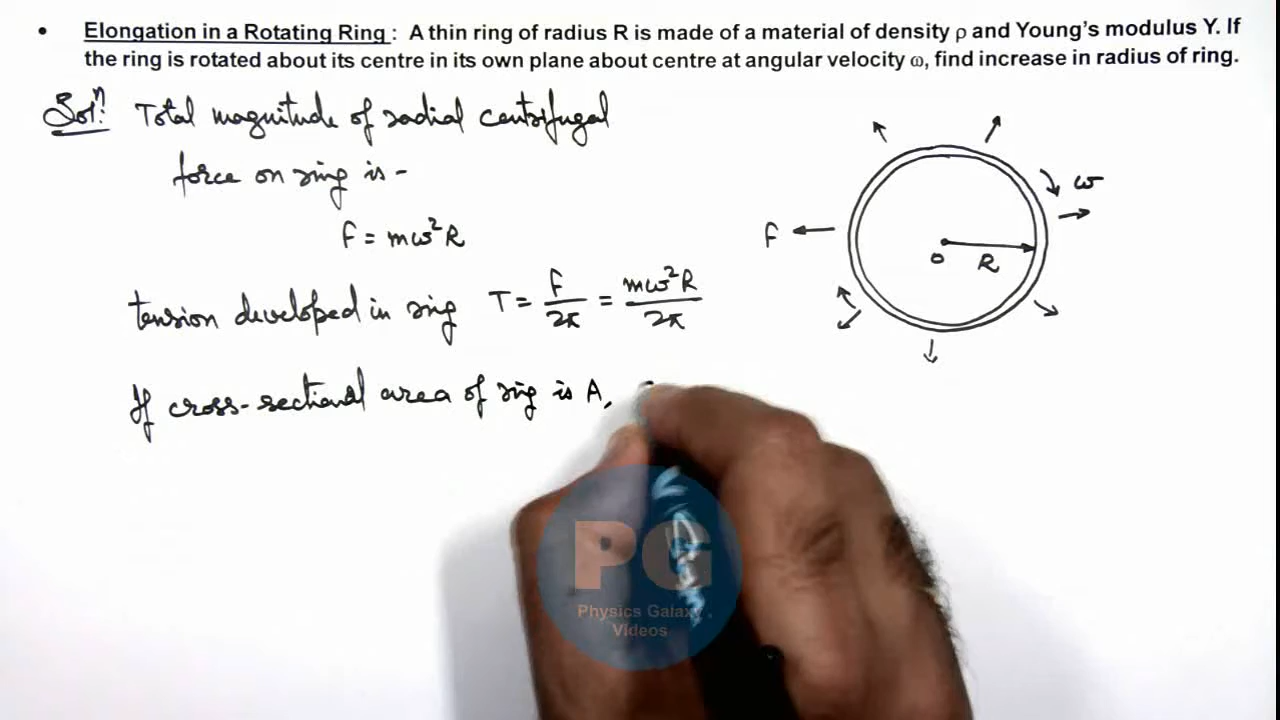 • Elongation in a Rotating Ring : A thin ring of radius R is made of a material of density ρ and Young's modulus Y. If
the ring is rotated about its centre in its own plane about centre at angular velocity ω, find increase in radius of ring.
Solⁿ: Total magnitude of radial centrifugal
force on ring is -
F = mω²R
tension developed in ring T = F/2π = mω²R/2π
If cross-sectional area of ring is A,
F
ω
O
R
PG
Physics Galaxy
Videos